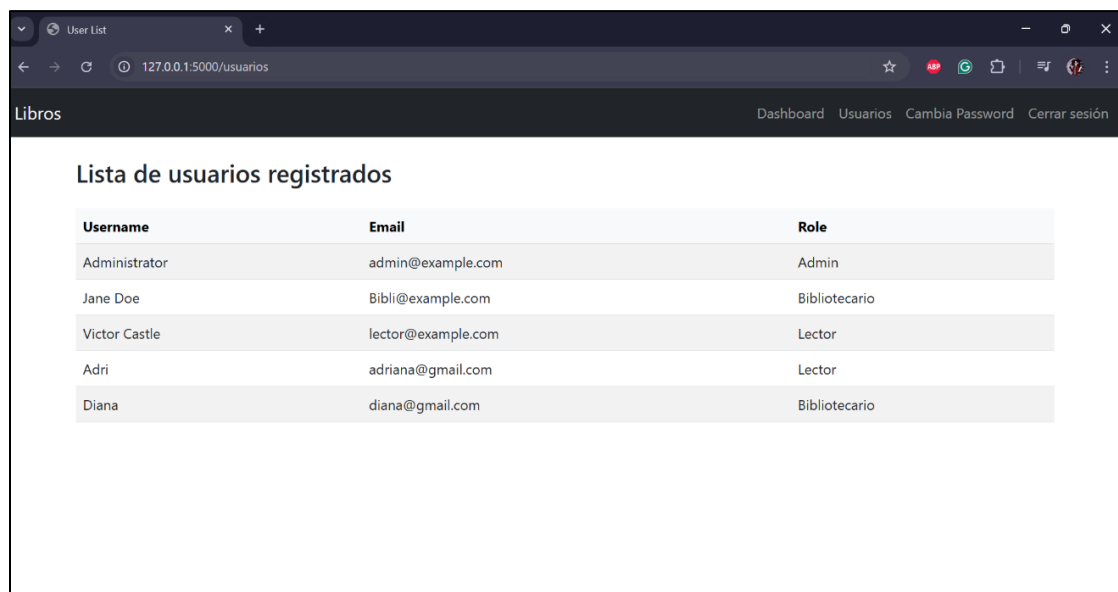 User List
127.0.0.1:5000/usuarios
ABP
Libros Dashboard Usuarios Cambia Password Cerrar sesión
Lista de usuarios registrados
Username Email Role
Administrator admin@example.com Admin
Jane Doe Bibli@example.com Bibliotecario
Victor Castle lector@example.com Lector
Adri adriana@gmail.com Lector
Diana diana@gmail.com Bibliotecario